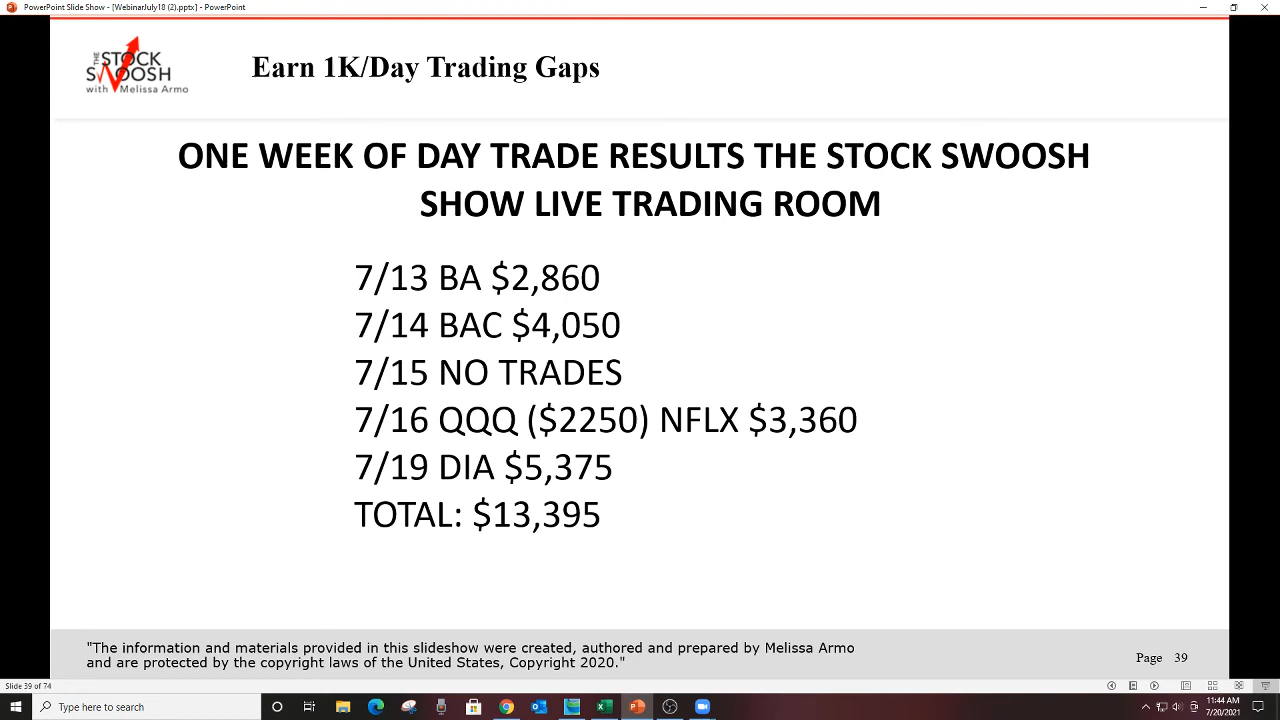 PowerPoint Slide Show - [WebinarJuly18 (2).pptx] - PowerPoint
THE STOCK
SWOOSH
with Melissa Armo
Earn 1K/Day Trading Gaps
ONE WEEK OF DAY TRADE RESULTS THE STOCK SWOOSH
SHOW LIVE TRADING ROOM
7/13 BA $2,860
7/14 BAC $4,050
7/15 NO TRADES
7/16 QQQ ($2250) NFLX $3,360
7/19 DIA $5,375
TOTAL: $13,395
"The information and materials provided in this slideshow were created, authored and prepared by Melissa Armo
and are protected by the copyright laws of the United States, Copyright 2020."
Page 39
Slide 39 of 74
Type here to search
11:44 AM
7/20/2021